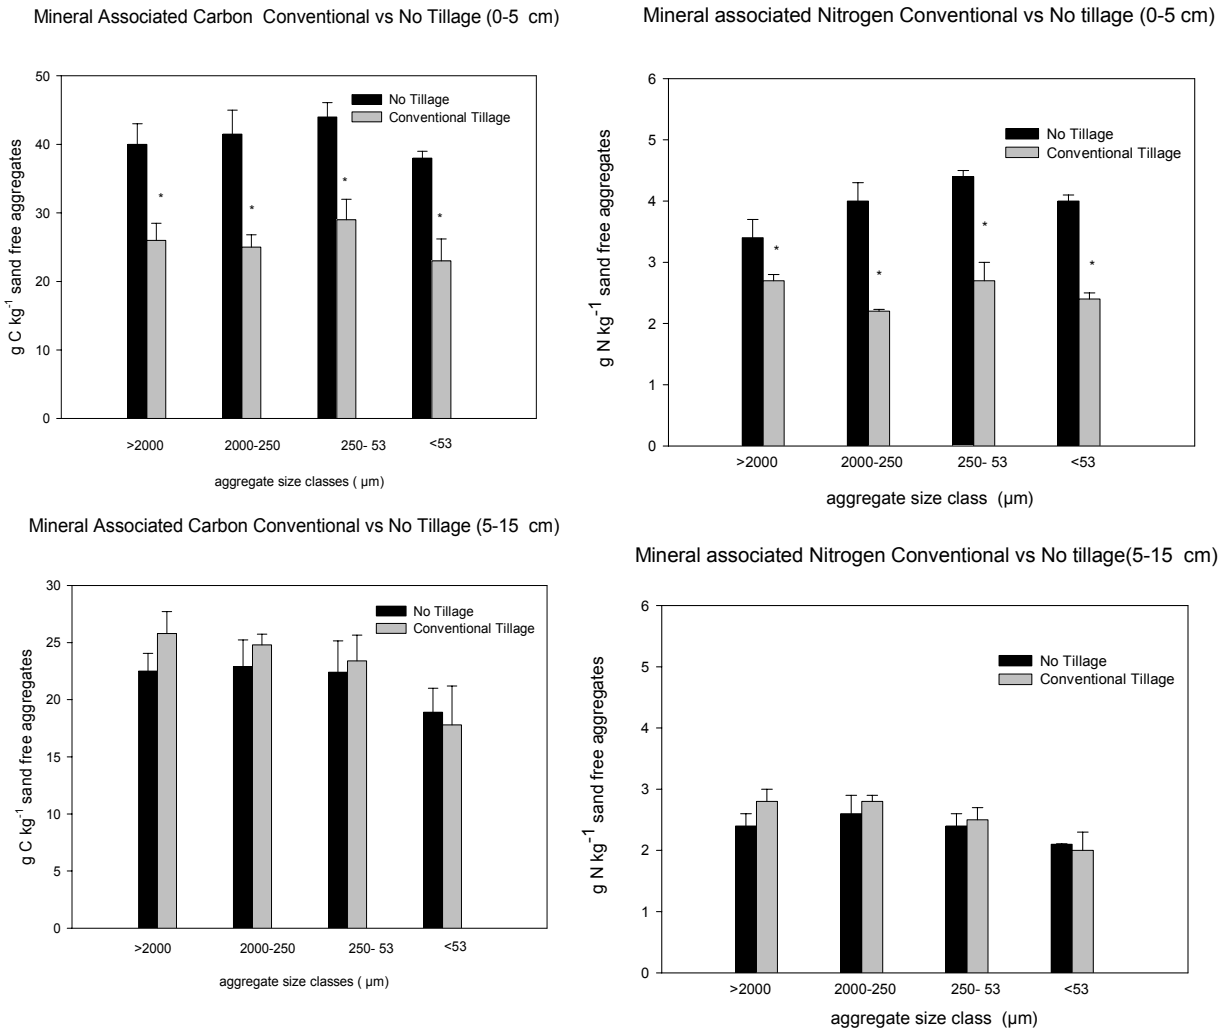 Mineral Associated Carbon  Conventional vs No Tillage (0-5  cm)
50
40
30
20
10
0
g C kg-1 sand free aggregates
No Tillage
Conventional Tillage
*
*
*
*
>2000
2000-250
250- 53
<53
aggregate size classes ( µm)
Mineral associated Nitrogen Conventional vs No tillage (0-5 cm)
6
5
4
3
2
1
0
g N kg-1 sand free aggregates
No Tillage
Conventional Tillage
*
*
*
*
>2000
2000-250
250- 53
<53
aggregate size class  (µm)
Mineral Associated Carbon Conventional vs No Tillage (5-15  cm)
30
25
20
15
10
5
0
g C kg-1 sand free aggregates
No Tillage
Conventional Tillage
>2000
2000-250
250- 53
<53
aggregate size classes ( µm)
Mineral associated Nitrogen Conventional vs No tillage(5-15  cm)
6
5
4
3
2
1
0
g N kg-1 sand free aggregates
No Tillage
Conventional Tillage
>2000
2000-250
250- 53
<53
aggregate size class  (µm)